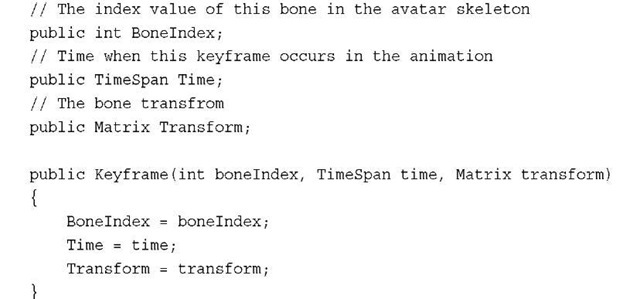 // The index value of this bone in the avatar skeleton
public int BoneIndex;
// Time when this keyframe occurs in the animation
public TimeSpan Time;
// The bone transfrom
public Matrix Transform;

public Keyframe(int boneIndex, TimeSpan time, Matrix transform)
{
    BoneIndex = boneIndex;
    Time = time;
    Transform = transform;
}